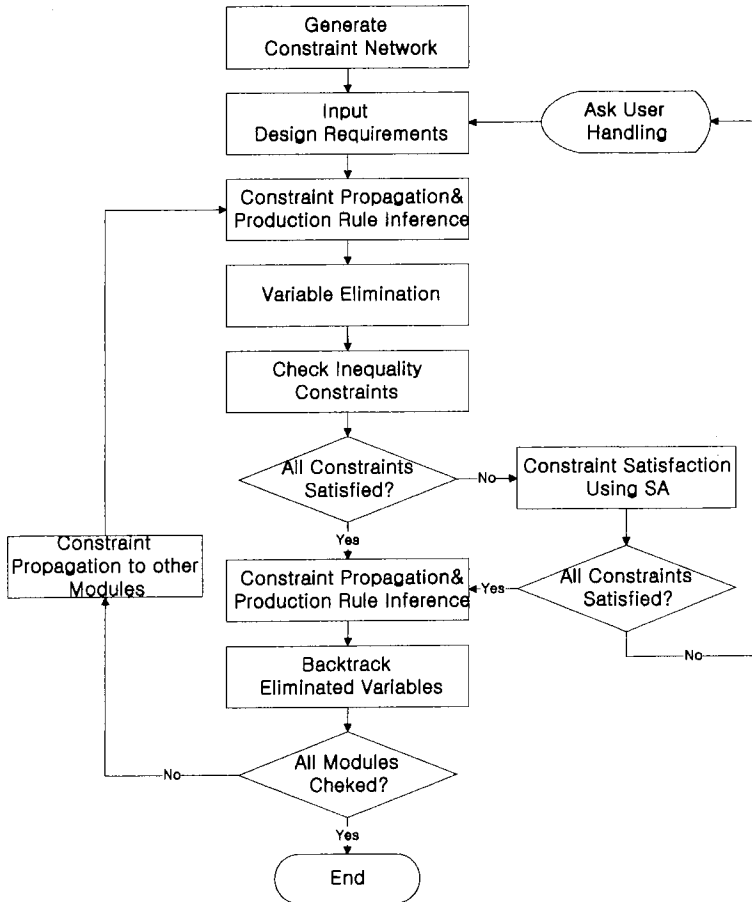 Generate
Constraint Network
Input
Design Requirements
Ask User
Handling
Constraint Propagation&
Production Rule Inference
Variable Elimination
Check Inequality
Constraints
All Constraints
Satisfied?
No
Constraint Satisfaction
Using SA
Yes
Constraint
Propagation to other
Modules
Constraint Propagation&
Production Rule Inference
Yes
All Constraints
Satisfied?
No
Backtrack
Eliminated Variables
All Modules
Cheked?
No
Yes
End